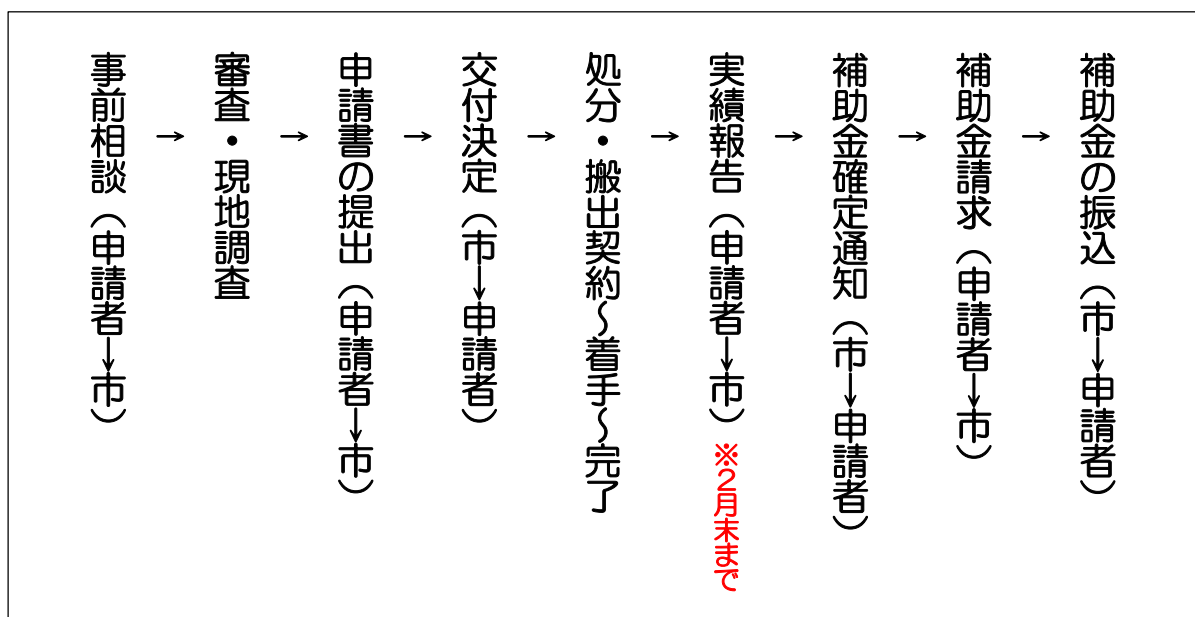 事前相談（申請者→市）
→
審査・現地調査
→
申請書の提出（申請者→市）
→
交付決定（市→申請者）
→
処分・搬出契約～着手～完了
→
実績報告（申請者→市）※２月末まで
→
補助金確定通知（市→申請者）
→
補助金請求（申請者→市）
→
補助金の振込（市→申請者）